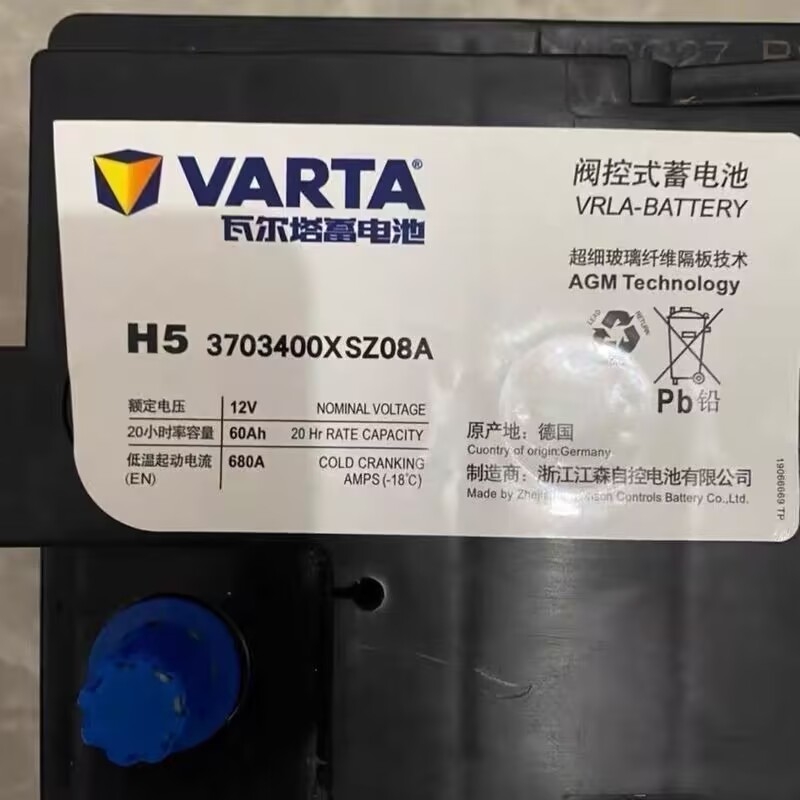 VARTA®
瓦尔塔蓄电池
阀控式蓄电池
VRLA-BATTERY
超细玻璃纤维隔板技术
AGM Technology
LEAD RETURN
Pb铅
H5 3703400XSZ08A
额定电压 12V NOMINAL VOLTAGE
20小时率容量 60Ah 20 Hr RATE CAPACITY
低温起动电流 680A COLD CRANKING
(EN) AMPS (-18℃)
原产地：德国
Cuontry of origin:Germany
制造商：浙江江森自控电池有限公司
Made by Controls Battery Co.,Ltd.
19066669 TP